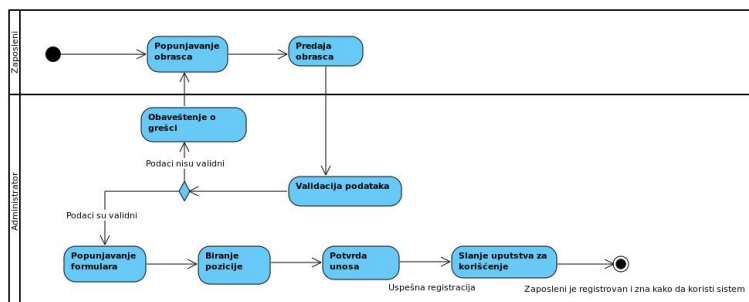 Zaposleni
Popunjavanje
obrasca
Predaja
obrasca
Administrator
Obaveštenje o
grešci
Podaci nisu validni
Validacija podataka
Podaci su validni
Popunjavanje
formulara
Biranje
pozicije
Potvrda
unosa
Slanje uputstva za
korišćenje
Uspešna registracija
Zaposleni je registrovan i zna kako da koristi sistem